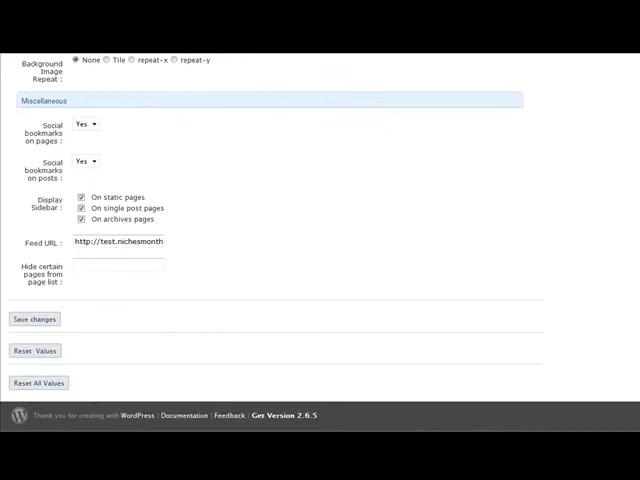 Background Image Repeat :
None Tile repeat-x repeat-y
Miscellaneous
Social bookmarks on pages :
Yes
Social bookmarks on posts :
Yes
Display Sidebar :
On static pages
On single post pages
On archives pages
Feed URL :
http://test.nichesmonth
Hide certain pages from page list :
Save changes
Reset Values
Reset All Values
Thank you for creating with WordPress | Documentation | Feedback | Get Version 2.6.5